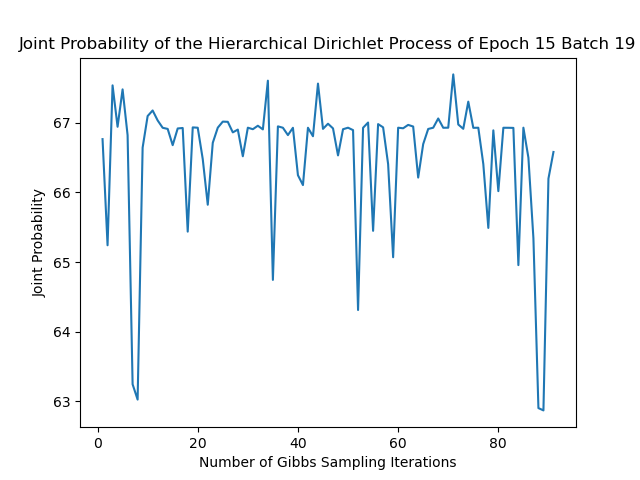 Joint Probability of the Hierarchical Dirichlet Process of Epoch 15 Batch 19
67
66
65
64
63
Joint Probability
0 20 40 60 80
Number of Gibbs Sampling Iterations